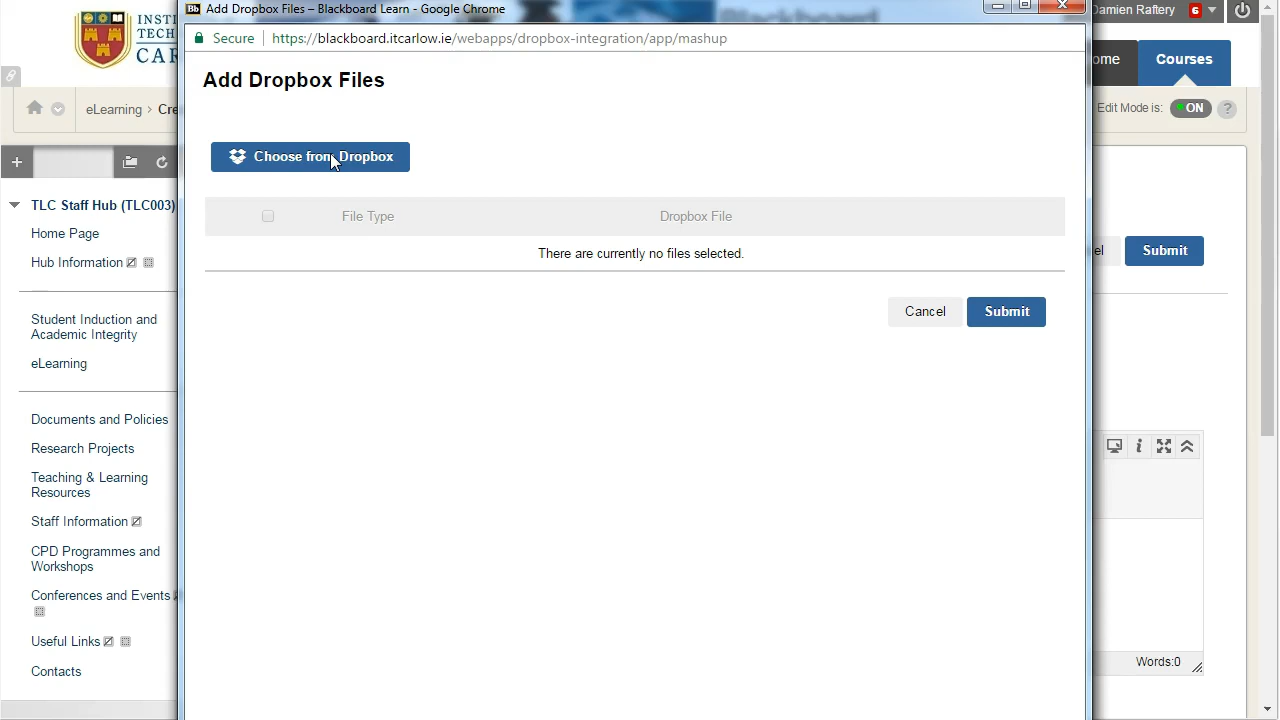 Add Dropbox Files – Blackboard Learn - Google Chrome
Secure
https://blackboard.itcarlow.ie/webapps/dropbox-integration/app/mashup
Damien Raftery
6
Courses
Edit Mode is:
ON
?
eLearning >
Add Dropbox Files
Choose from Dropbox
File Type
Dropbox File
There are currently no files selected.
Cancel
Submit
Submit
TLC Staff Hub (TLC003)
Home Page
Hub Information
Student Induction and
Academic Integrity
eLearning
Documents and Policies
Research Projects
Teaching & Learning
Resources
Staff Information
CPD Programmes and
Workshops
Conferences and Events
Useful Links
Contacts
Words:0